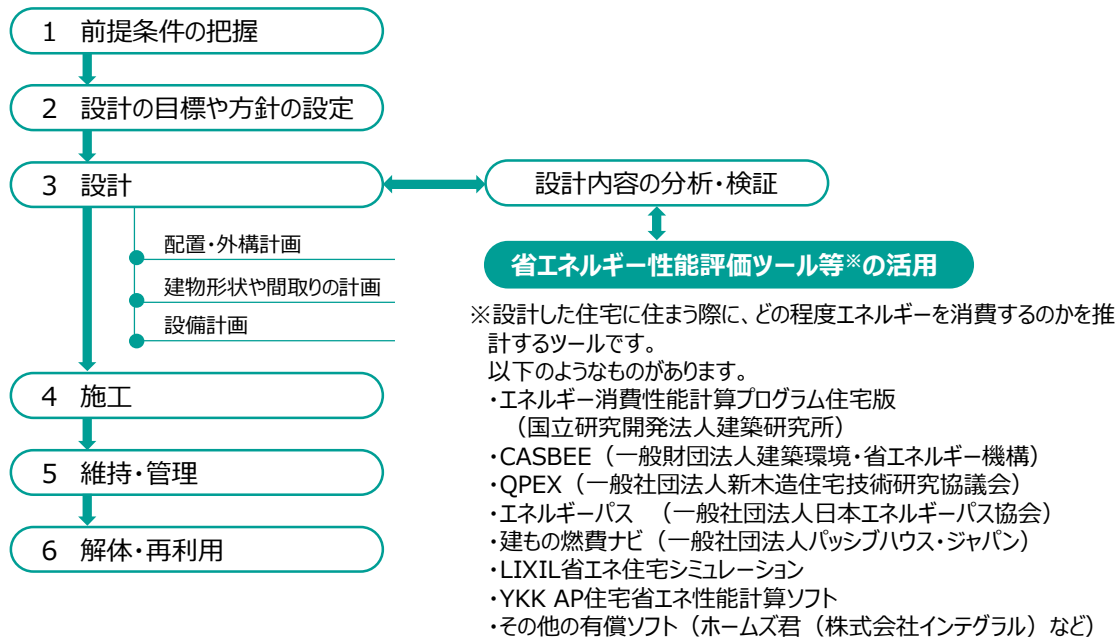 1 前提条件の把握
2 設計の目標や方針の設定
3 設計
設計内容の分析・検証
配置・外構計画
建物形状や間取りの計画
設備計画
省エネルギー性能評価ツール等※の活用
※設計した住宅に住まう際に、どの程度エネルギーを消費するのかを推
計するツールです。
以下のようなものがあります。
・エネルギー消費性能計算プログラム住宅版
（国立研究開発法人建築研究所）
・CASBEE（一般財団法人建築環境・省エネルギー機構）
・QPEX（一般社団法人新木造住宅技術研究協議会）
・エネルギーパス （一般社団法人日本エネルギーパス協会）
・建もの燃費ナビ（一般社団法人パッシブハウス・ジャパン）
・LIXIL省エネ住宅シミュレーション
・YKK AP住宅省エネ性能計算ソフト
・その他の有償ソフト（ホームズ君（株式会社インテグラル）など）
4 施工
5 維持・管理
6 解体・再利用